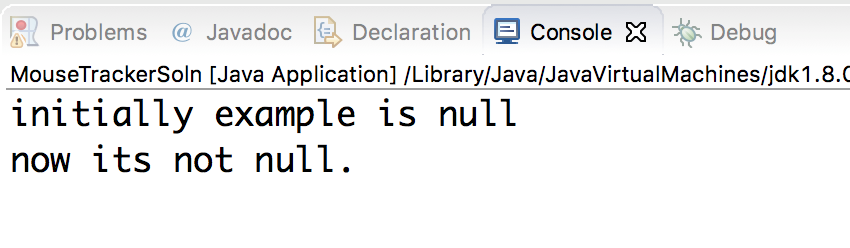 Problems @ Javadoc Declaration Console Debug
MouseTrackerSoln [Java Application] /Library/Java/JavaVirtualMachines/jdk1.8.0
initially example is null
now its not null.